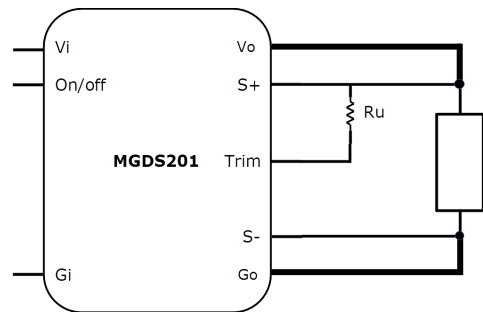 Vi
Vo
On/off
S+
Ru
MGDS201
Trim
S-
Gi
Go